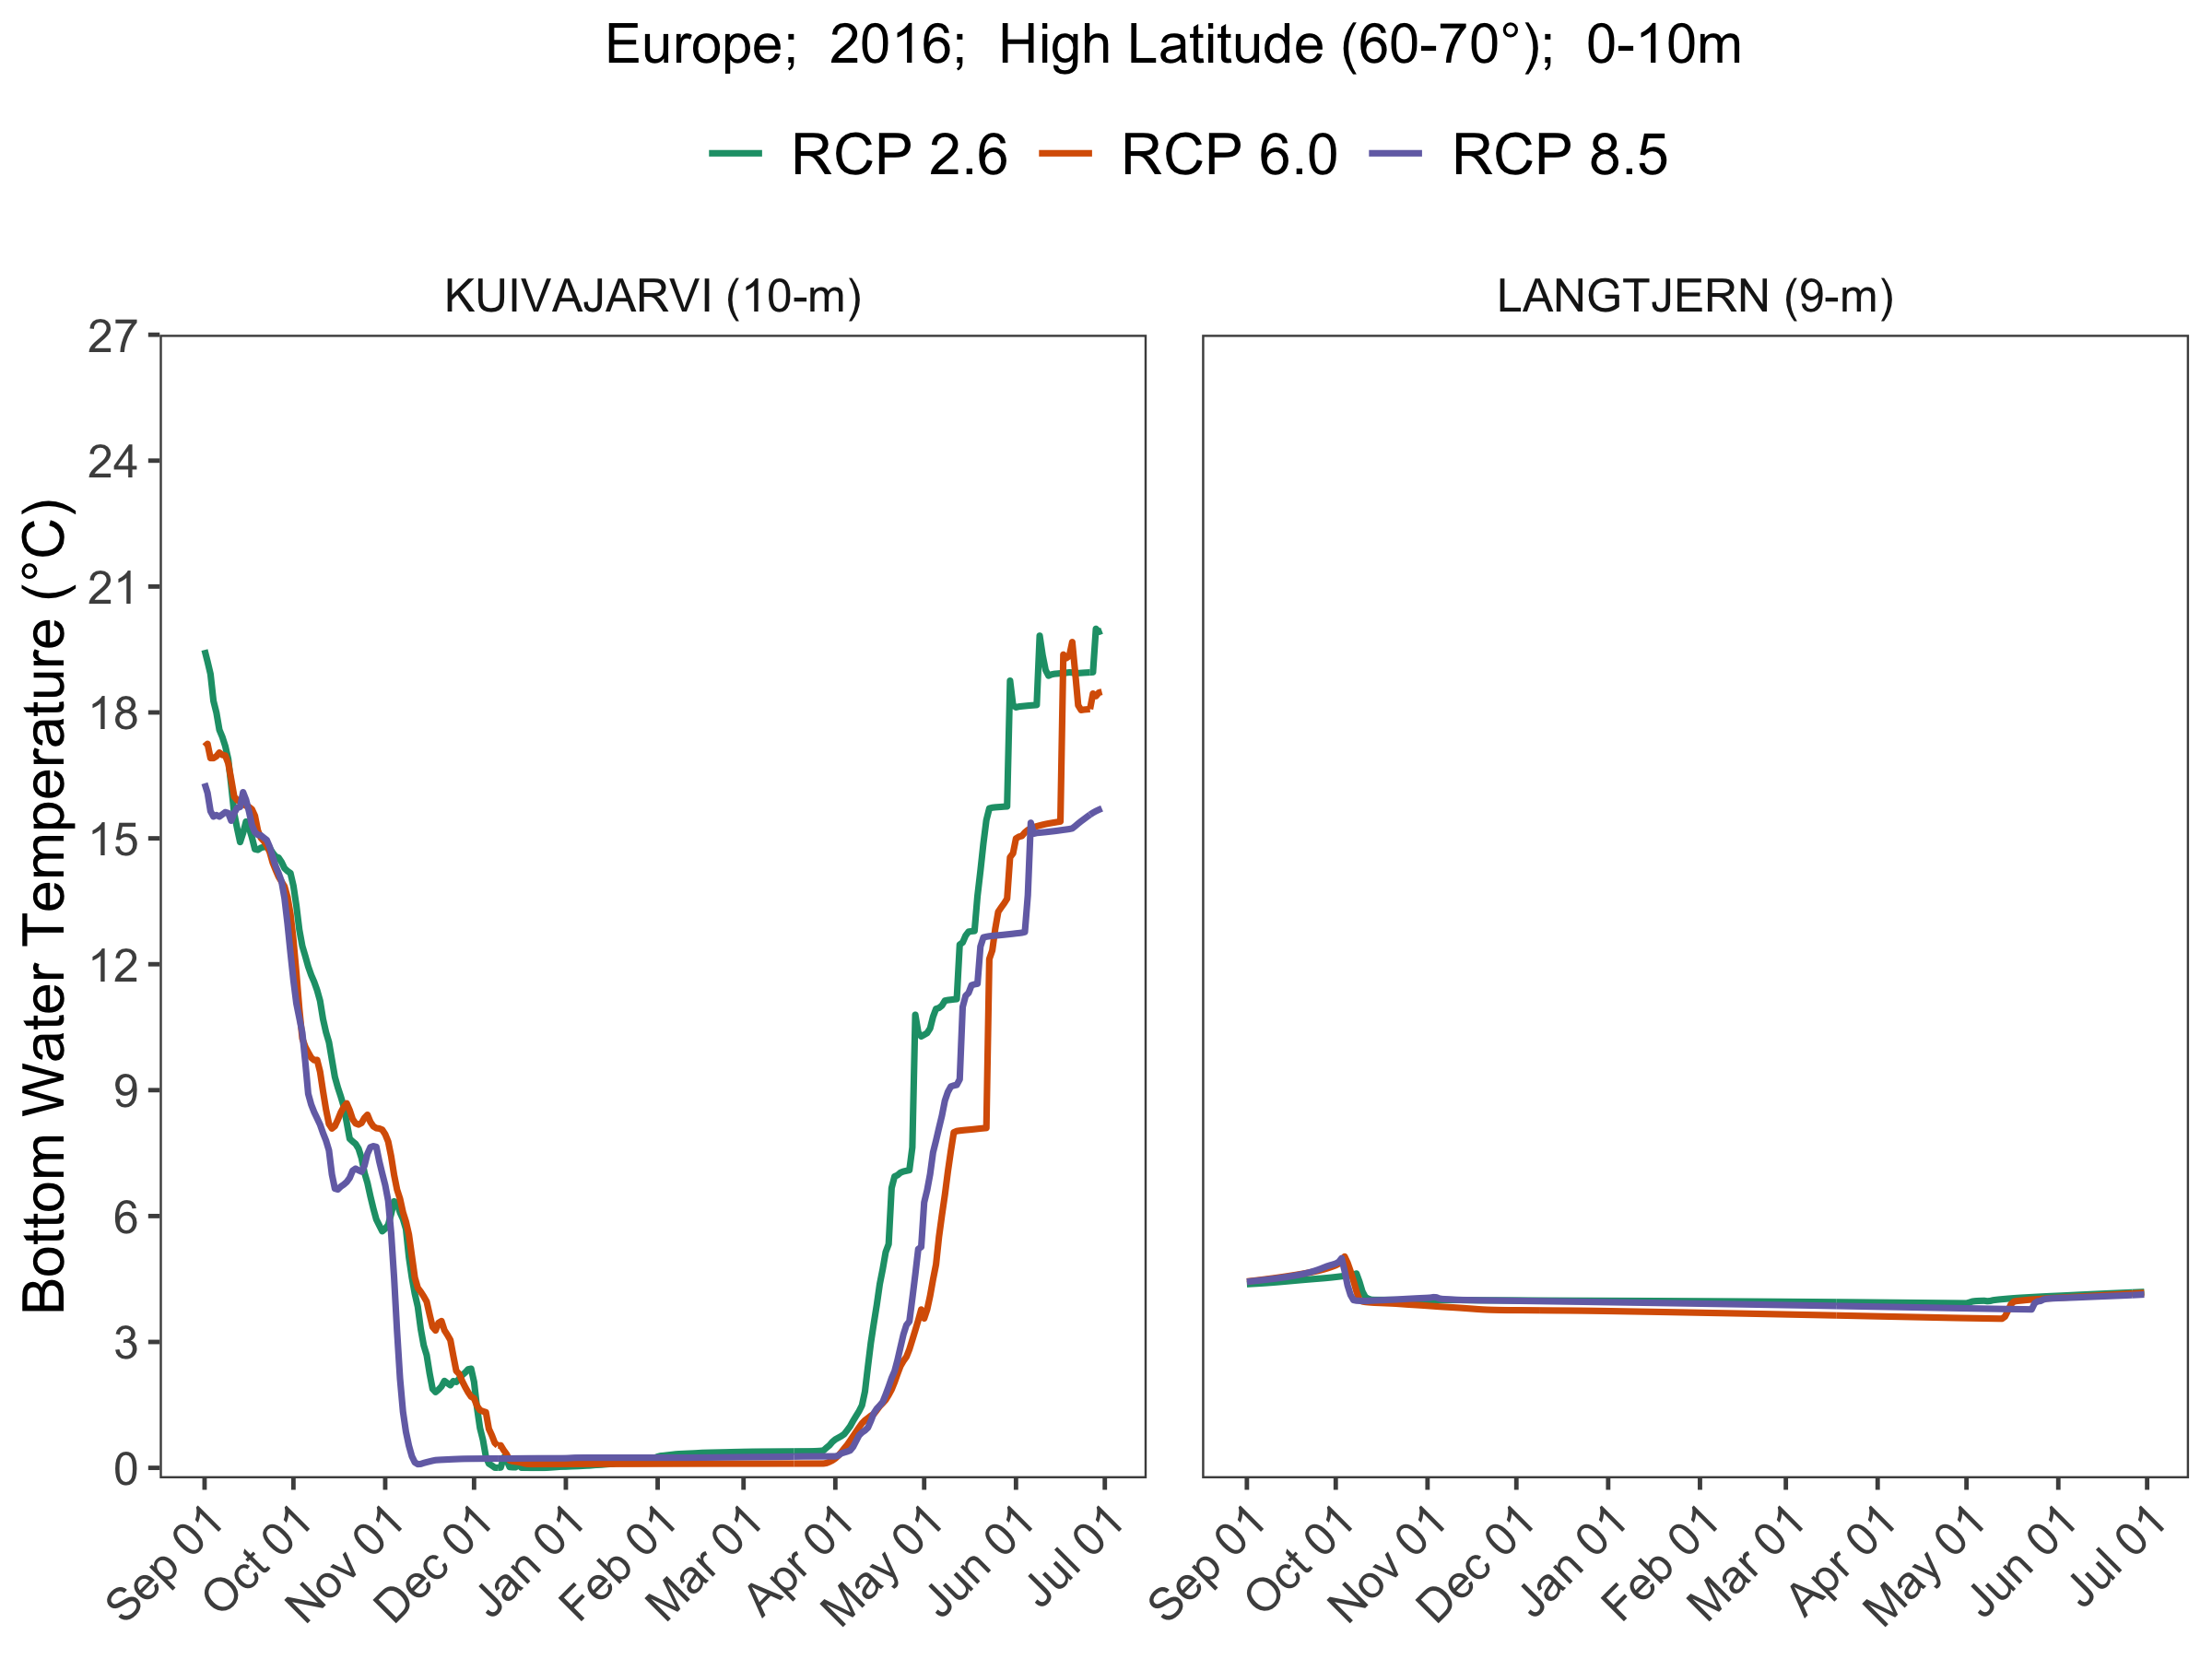 Europe;  2016;  High Latitude (60-70°);  0-10m
RCP 2.6 RCP 6.0 RCP 8.5
KUIVAJARVI (10-m)
LANGTJERN (9-m)
Bottom Water Temperature (°C)
27
24
21
18
15
12
9
6
3
0
Sep 01 Oct 01 Nov 01 Dec 01 Jan 01 Feb 01 Mar 01 Apr 01 May 01 Jun 01 Jul 01
Sep 01 Oct 01 Nov 01 Dec 01 Jan 01 Feb 01 Mar 01 Apr 01 May 01 Jun 01 Jul 01